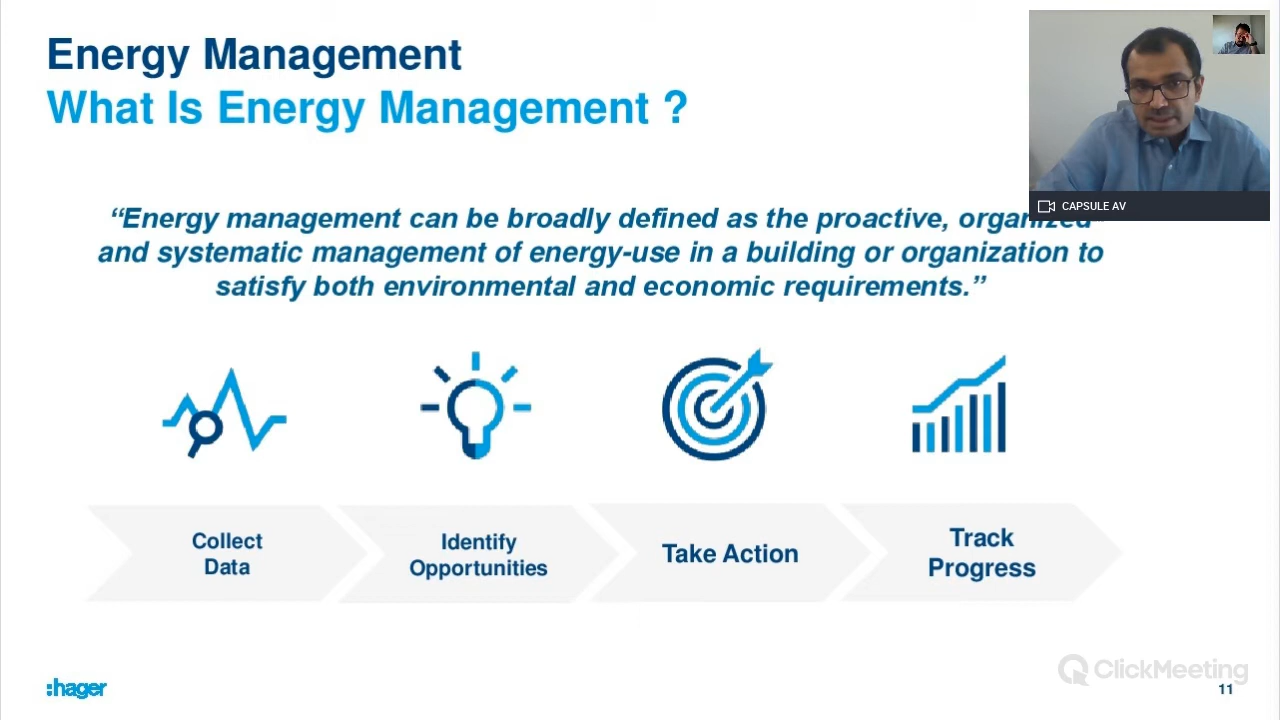 Energy Management
What Is Energy Management ?
CAPSULE AV
“Energy management can be broadly defined as the proactive, organized
and systematic management of energy-use in a building or organization to
satisfy both environmental and economic requirements.”
Collect
Data
Identify
Opportunities
Take Action
Track
Progress
:hager
ClickMeeting
11